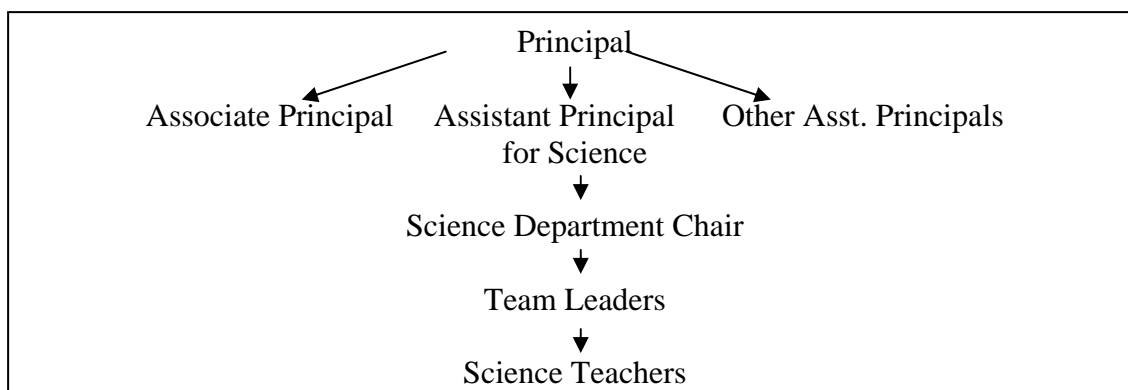 Principal
Associate Principal Assistant Principal Other Asst. Principals
for Science
Science Department Chair
Team Leaders
Science Teachers